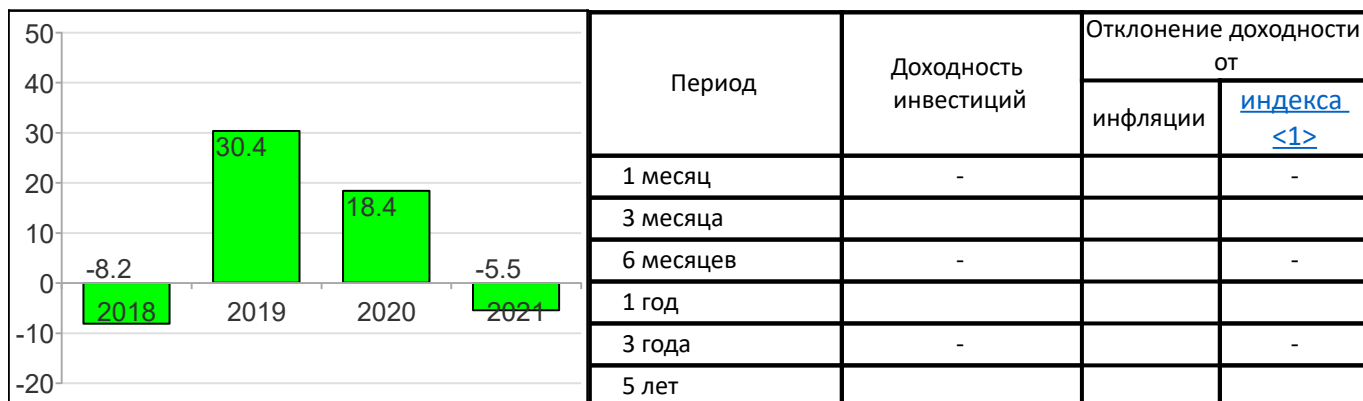 50
40
30
20
10
0
-10
-20
-8.2
30.4
18.4
-5.5
2018 2019 2020 2021
Период
Доходность
инвестиций
Отклонение доходности
от
инфляции
индекса
<1>
1 месяц - -
3 месяца
6 месяцев - -
1 год
3 года - -
5 лет